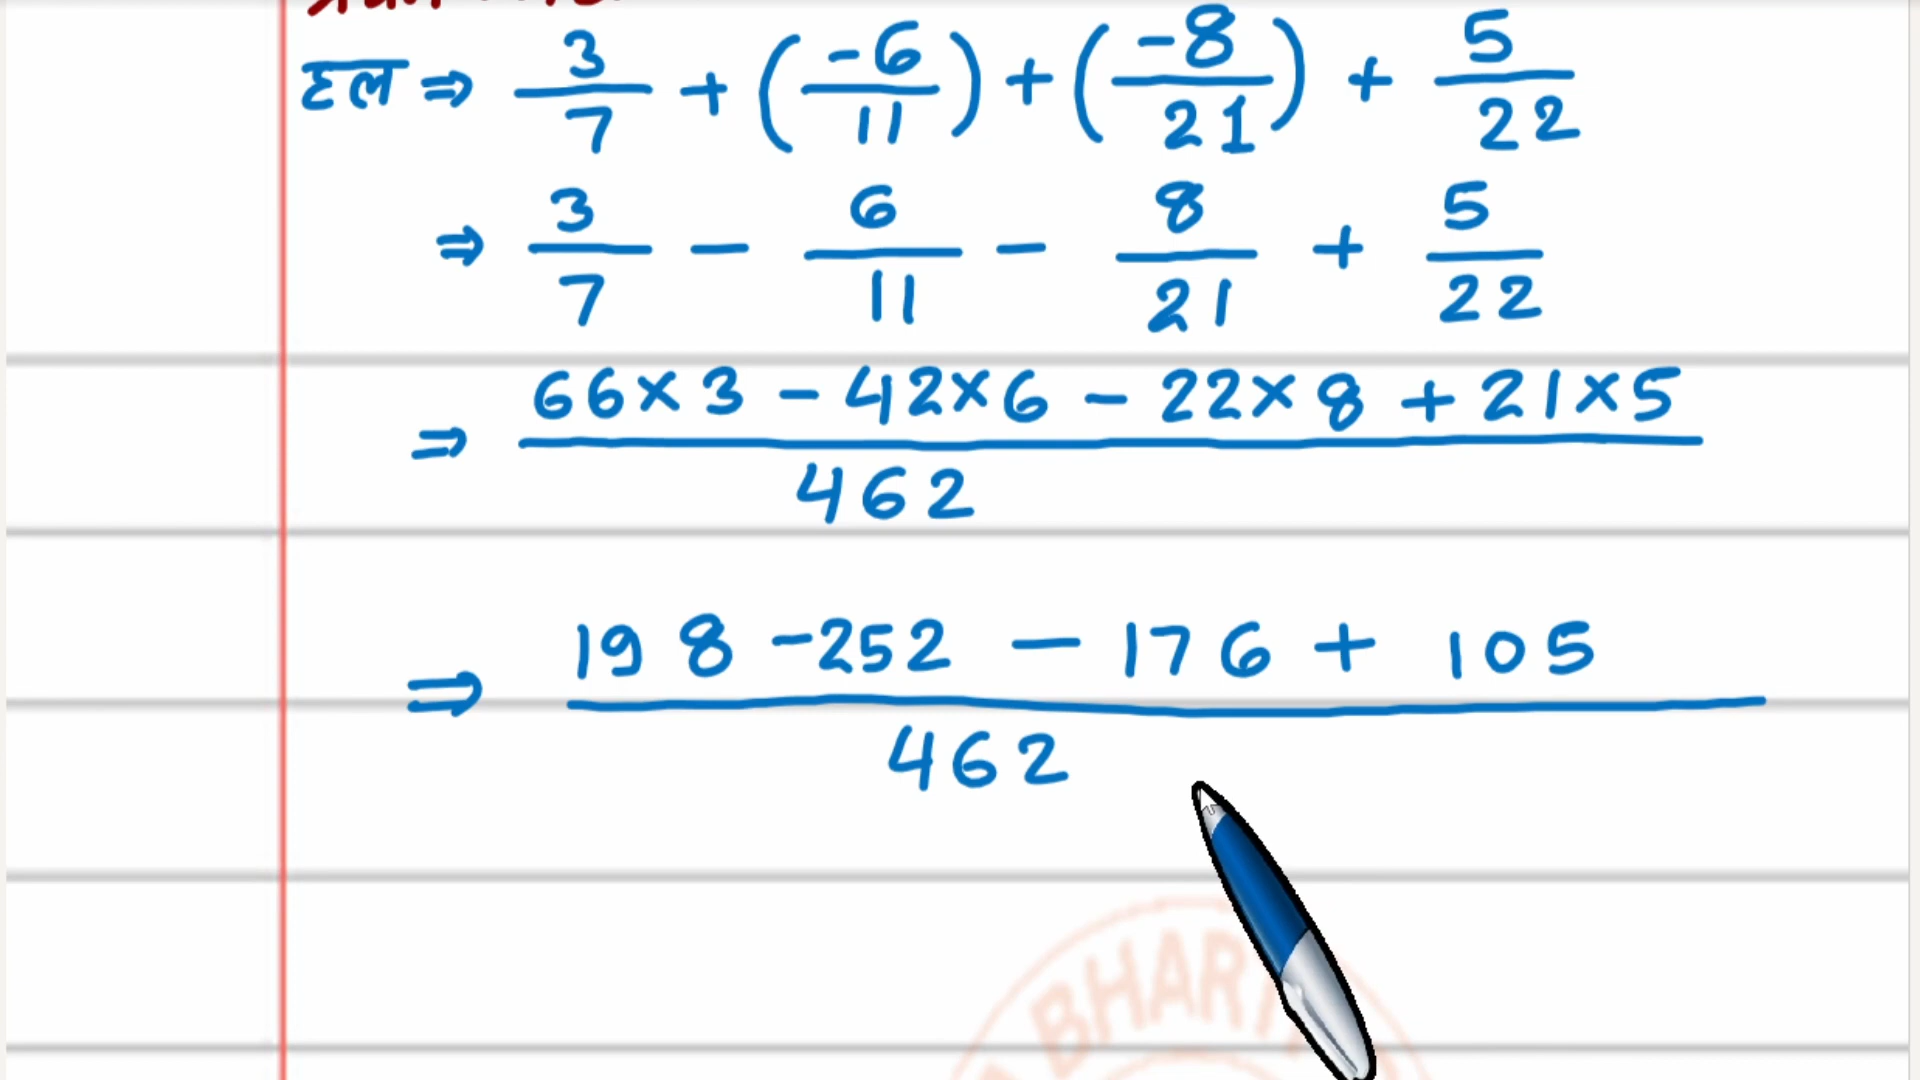 हल ⇒ 3/7 + (-6/11) + (-8/21) + 5/22
⇒ 3/7 - 6/11 - 8/21 + 5/22
⇒ 66×3 - 42×6 - 22×8 + 21×5 / 462
⇒ 198 - 252 - 176 + 105 / 462